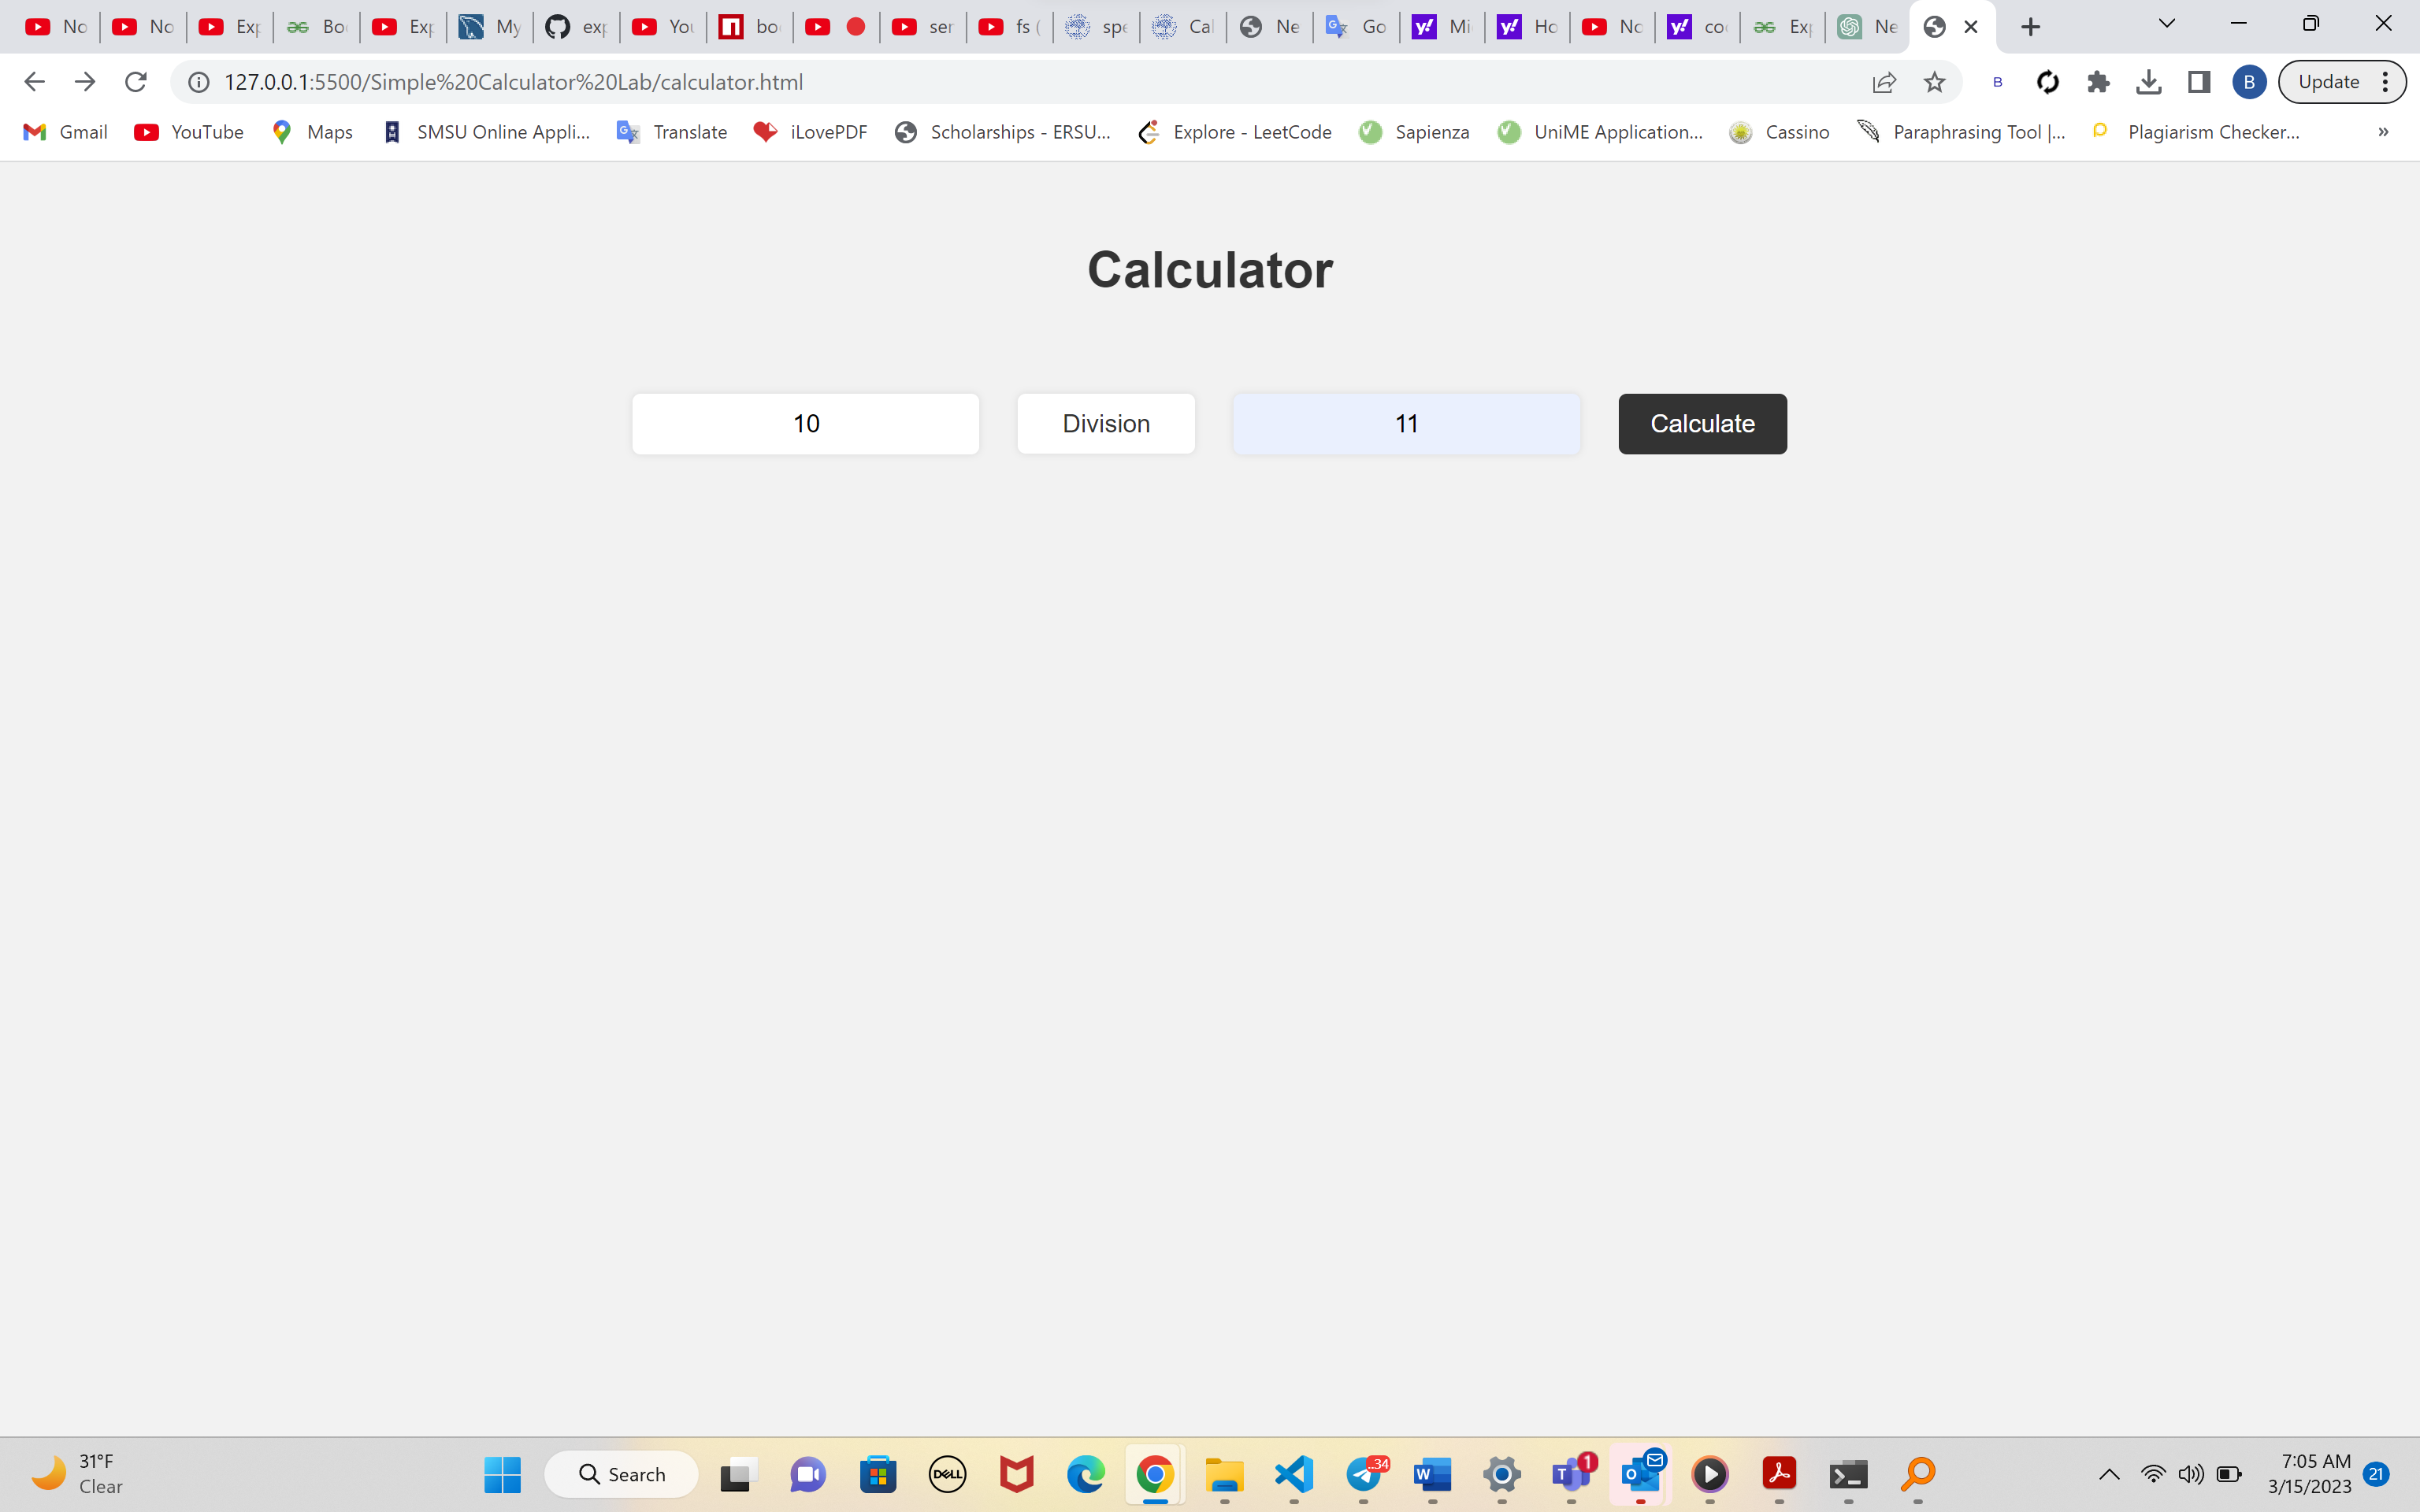 No No Exp Bo Exp My exp You bo ser fs ( spe Cal Ne Go Mi Ho No co Exp Ne
127.0.0.1:5500/Simple%20Calculator%20Lab/calculator.html B B Update
Gmail YouTube Maps SMSU Online Appli... Translate iLovePDF Scholarships - ERSU... Explore - LeetCode Sapienza UniME Application... Cassino Paraphrasing Tool |... Plagiarism Checker... »
Calculator
10 Division 11 Calculate
31°F
Clear
Search
DELL
34
1
7:05 AM
3/15/2023
21